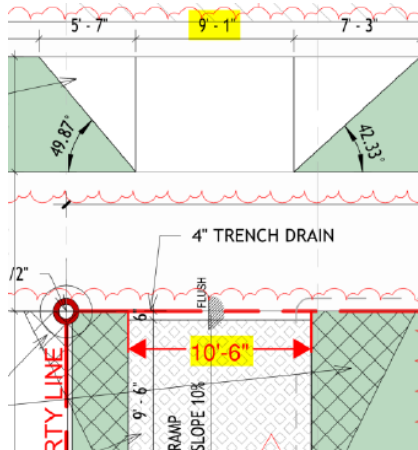 5' - 7"
9' - 1"
7' - 3"
49.87°
42.33°
4" TRENCH DRAIN
/2"
FLUSH
6"
10'-6"
RTY LINE
9' - 6"
RAMP
SLOPE 10%